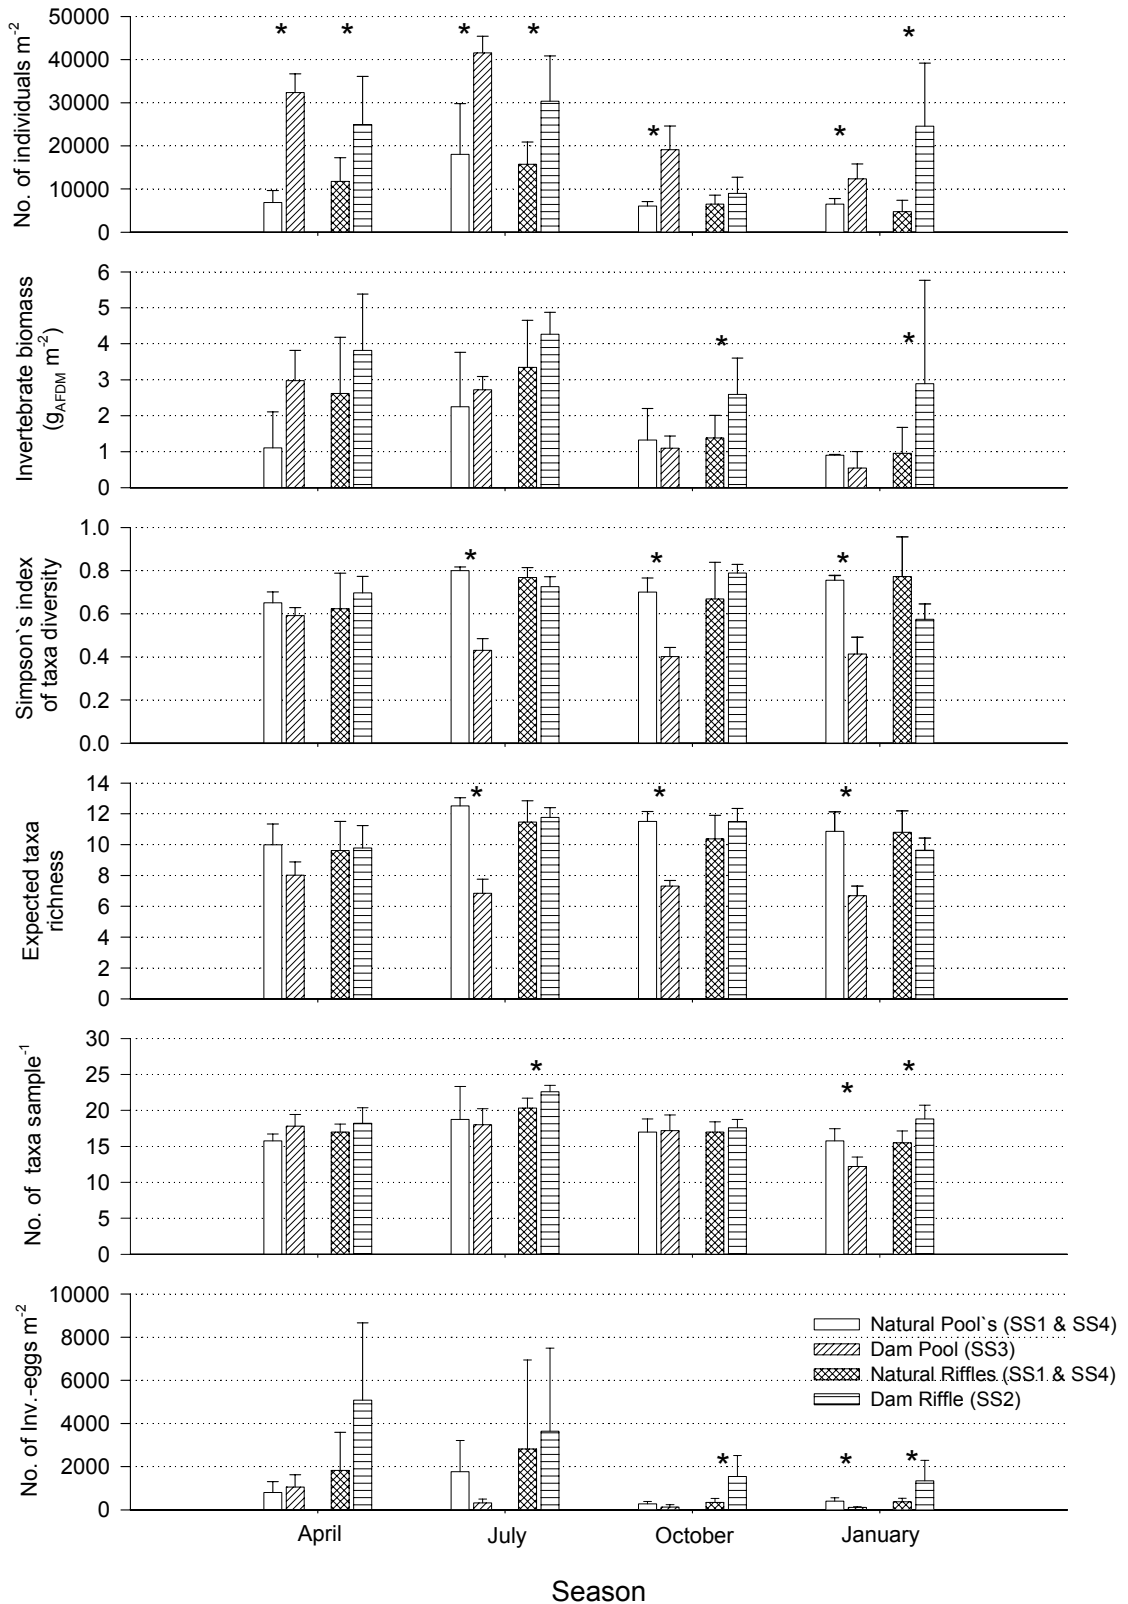 No. of individuals m-2
50000
40000
30000
20000
10000
0
* * * * * * *
Invertebrate biomass
(gAFDM m-2)
6
5
4
3
2
1
0
* *
Simpson`s index
of taxa diversity
1.0
0.8
0.6
0.4
0.2
0.0
* * *
Expected taxa
richness
14
12
10
8
6
4
2
0
* * *
No. of taxa sample-1
30
25
20
15
10
5
0
* * *
No. of Inv.-eggs m-2
10000
8000
6000
4000
2000
0
* * *
Natural Pool`s (SS1 & SS4)
Dam Pool (SS3)
Natural Riffles (SS1 & SS4)
Dam Riffle (SS2)
April July October January
Season